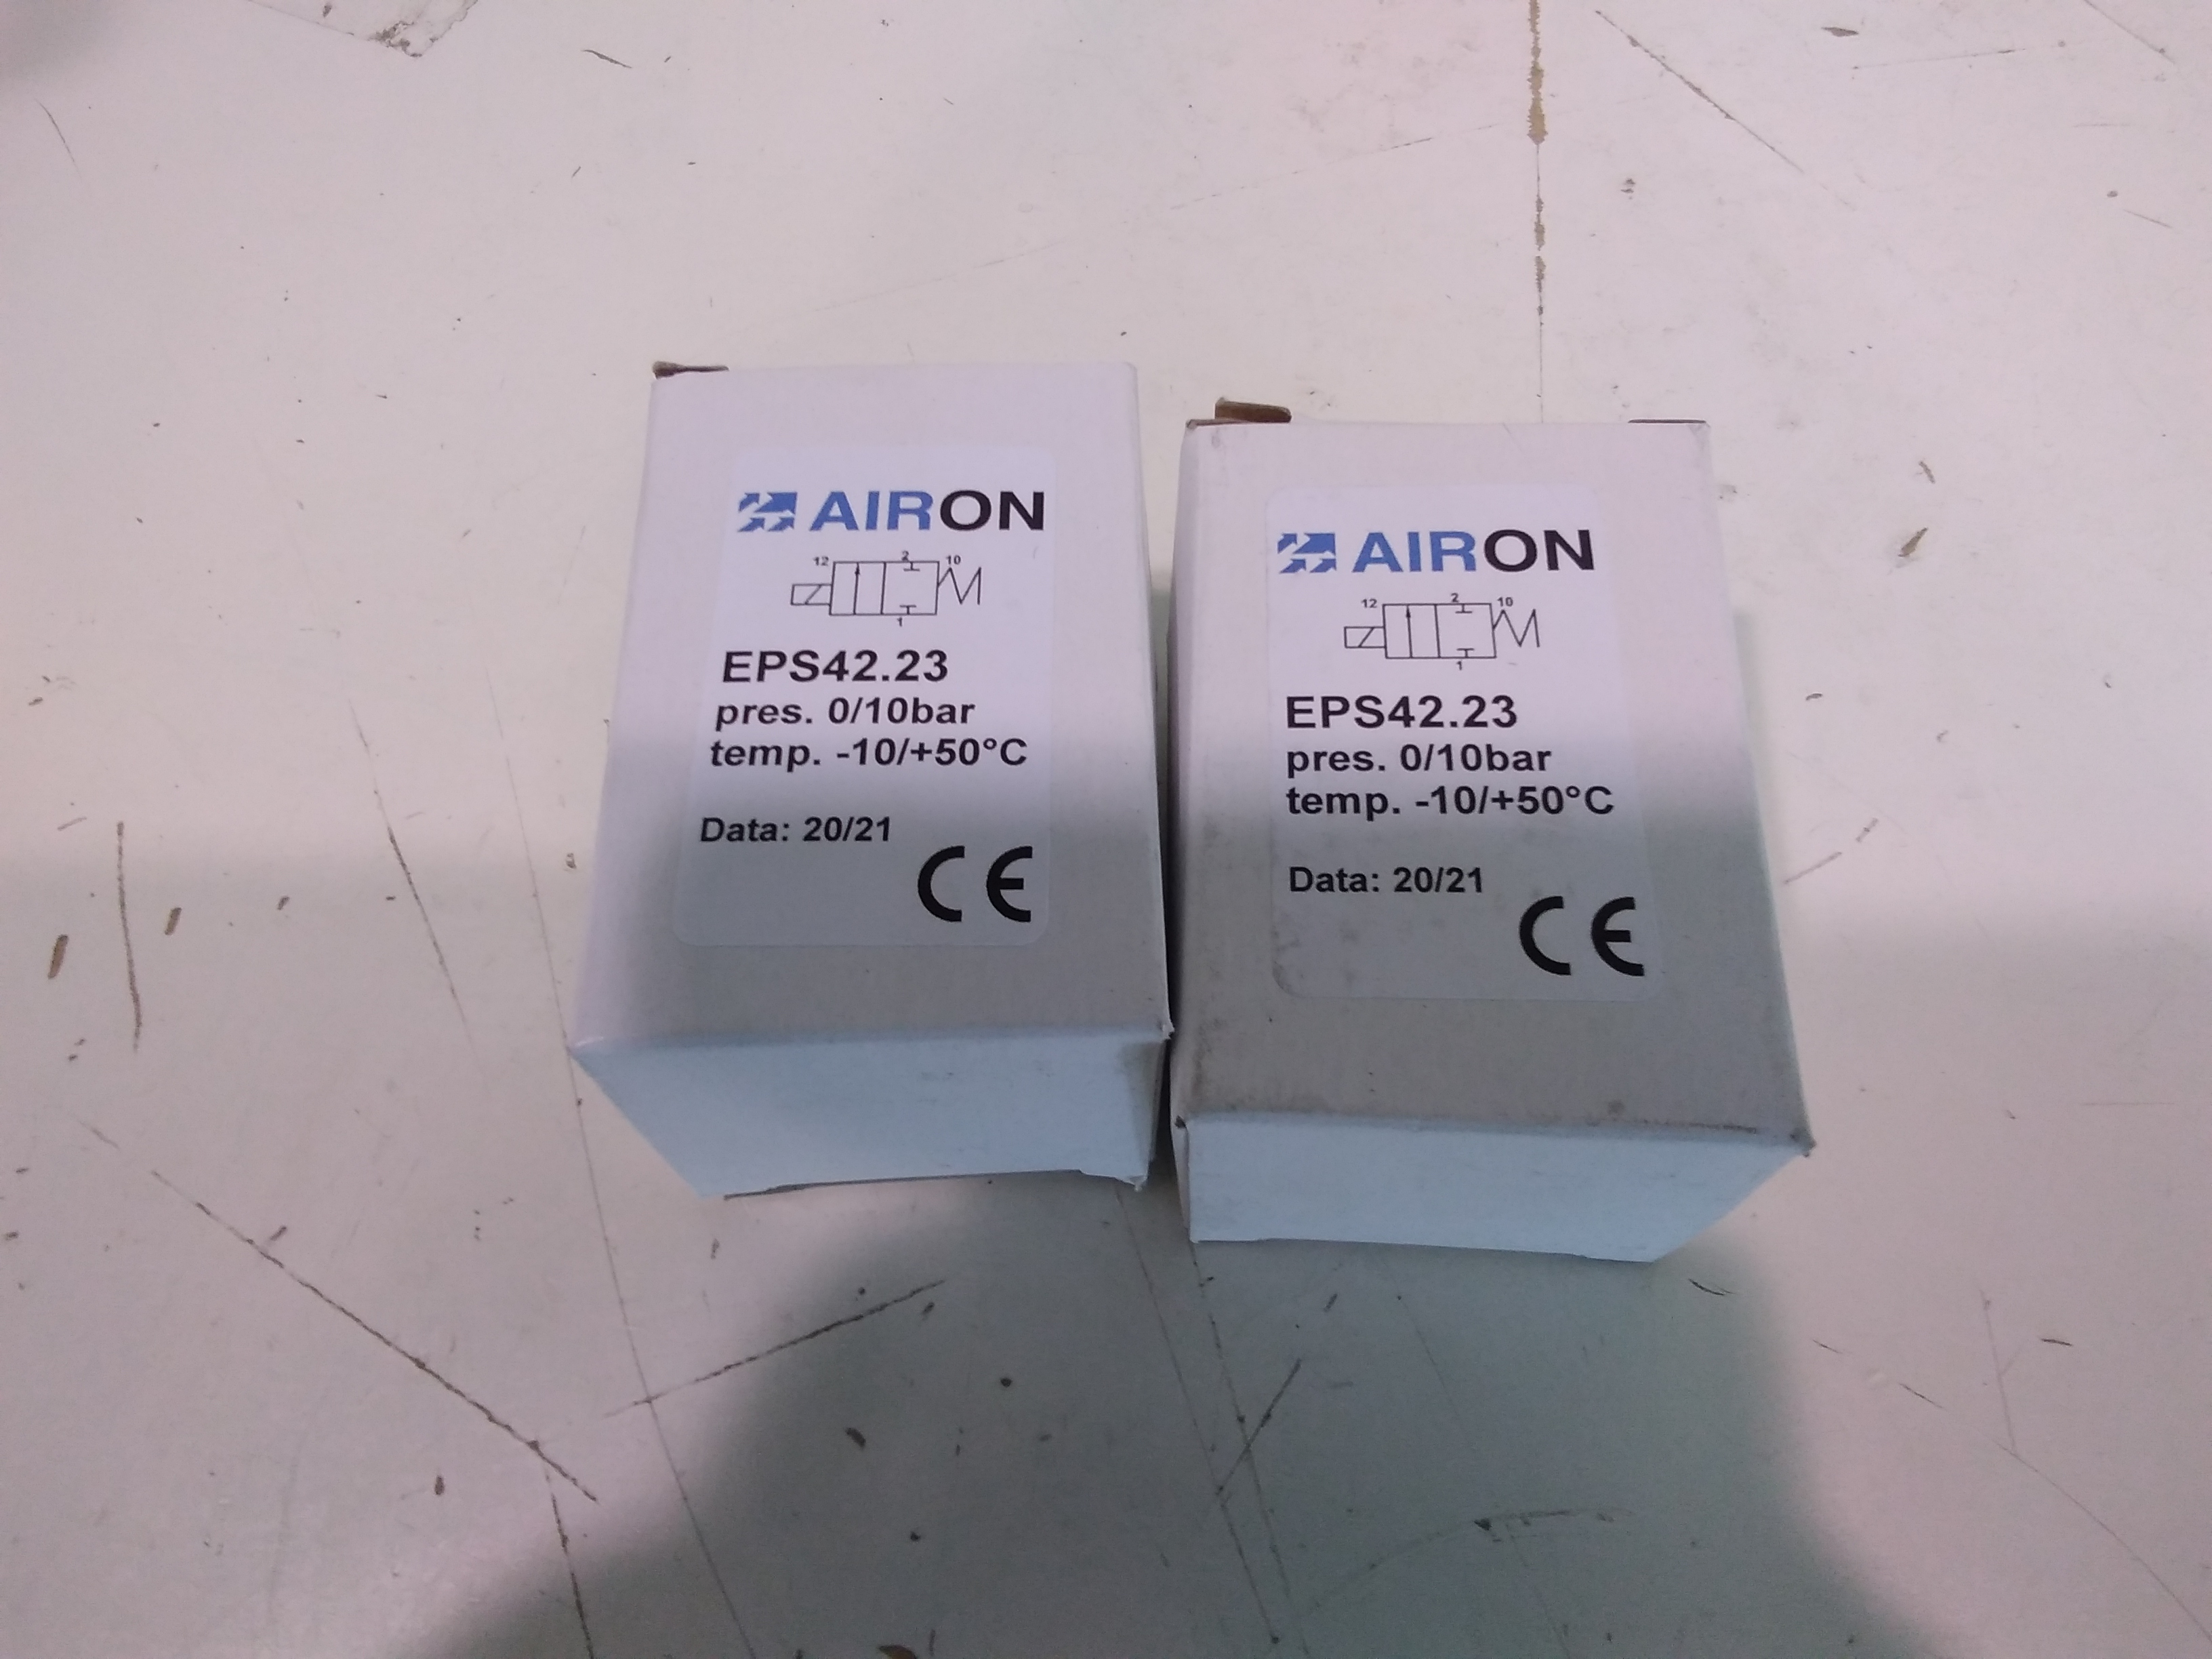 AIRON
12 2 10
1
EPS42.23
pres. 0/10bar
temp. -10/+50°C
Data: 20/21
CE
AIRON
12 2 10
1
EPS42.23
pres. 0/10bar
temp. -10/+50°C
Data: 20/21
CE